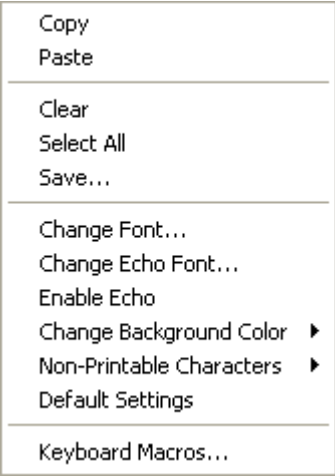 Copy
Paste
Clear
Select All
Save...
Change Font...
Change Echo Font...
Enable Echo
Change Background Color
Non-Printable Characters
Default Settings
Keyboard Macros...